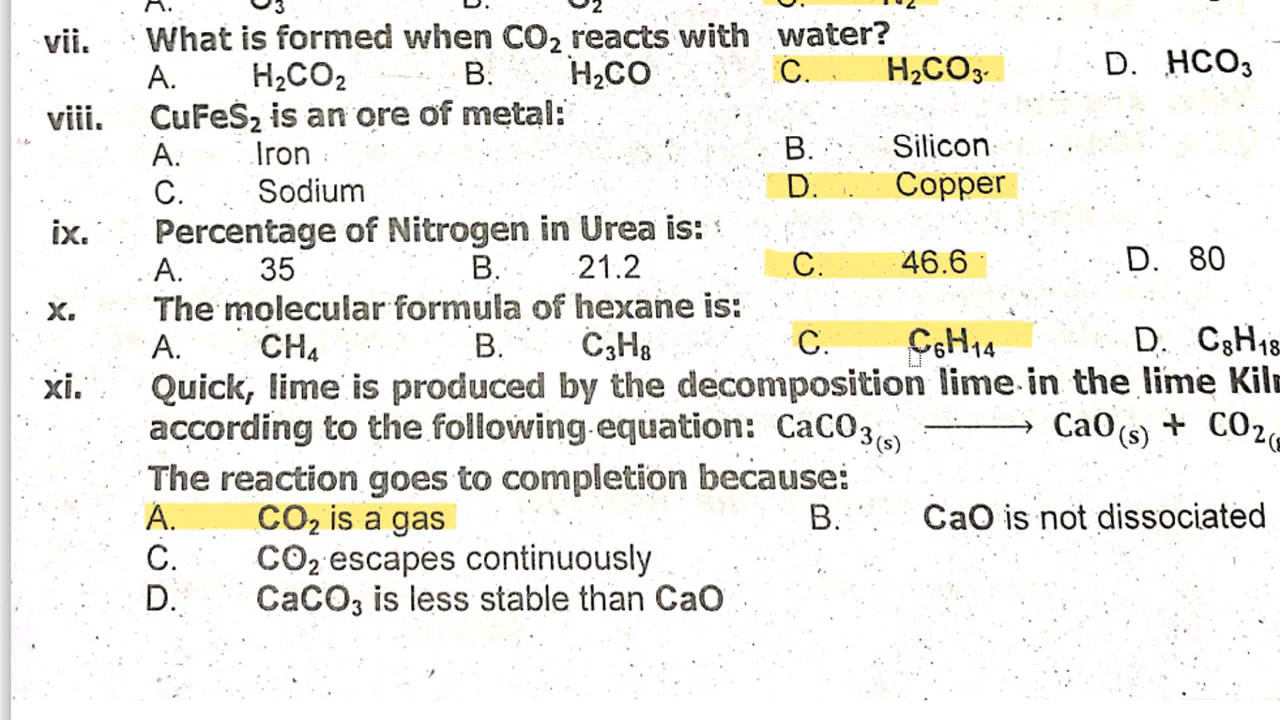 A. O₃ B. O₂ C. N₂
vii. What is formed when CO₂ reacts with water?
A. H₂CO₂ B. H₂CO C. H₂CO₃ D. HCO₃
viii. CuFeS₂ is an ore of metal:
A. Iron B. Silicon
C. Sodium D. Copper
ix. Percentage of Nitrogen in Urea is:
A. 35 B. 21.2 C. 46.6 D. 80
x. The molecular formula of hexane is:
A. CH₄ B. C₃H₈ C. C₆H₁₄ D. C₈H₁₈
xi. Quick, lime is produced by the decomposition lime in the lime Kiln
according to the following equation: CaCO₃(s) ⟶ CaO(s) + CO₂
The reaction goes to completion because:
A. CO₂ is a gas B. CaO is not dissociated
C. CO₂ escapes continuously
D. CaCO₃ is less stable than CaO